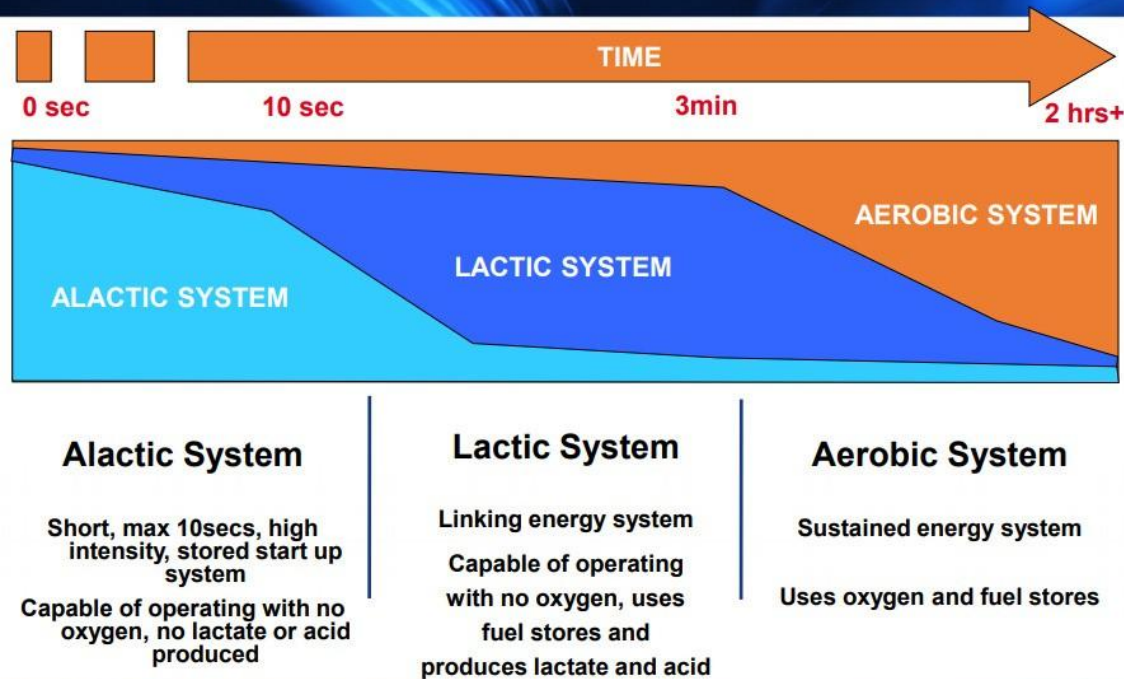 TIME
0 sec
10 sec
3min
2 hrs+
AEROBIC SYSTEM
LACTIC SYSTEM
ALACTIC SYSTEM
Alactic System
Short, max 10secs, high
intensity, stored start up
system
Capable of operating with no
oxygen, no lactate or acid
produced
Lactic System
Linking energy system
Capable of operating
with no oxygen, uses
fuel stores and
produces lactate and acid
Aerobic System
Sustained energy system
Uses oxygen and fuel stores